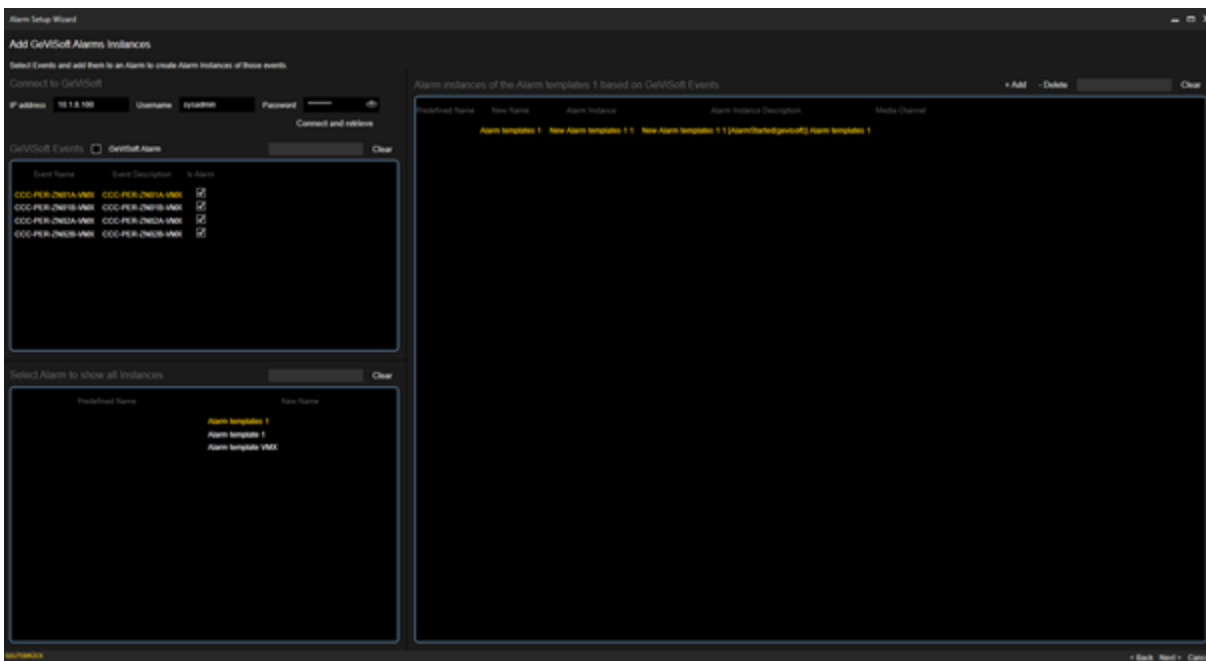 Alarm Setup Wizard
Add GeViSoft Alarms Instances
Select Events and add them to an Alarm to create Alarm Instances of those events.
Connect to GeViSoft
IP address 10.1.8.100 Username sysadmin Password
Connect and retrieve
GeViSoft Events GeViSoft Alarm Clear
Event Name Event Description Is Alarm
CCC-PER-ZN01A-VMX CCC-PER-ZN01A-VMX
CCC-PER-ZN01B-VMX CCC-PER-ZN01B-VMX
CCC-PER-ZN02A-VMX CCC-PER-ZN02A-VMX
CCC-PER-ZN02B-VMX CCC-PER-ZN02B-VMX
Select Alarm to show all Instances Clear
Predefined Name New Name
Alarm templates 1
Alarm template 1
Alarm template VMX
Alarm instances of the Alarm templates 1 based on GeViSoft Events + Add - Delete Clear
Predefined Name New Name Alarm Instance Alarm Instance Description Media Channel
Alarm templates 1 New Alarm templates 1 1 New Alarm templates 1 1 [AlarmStarted(gevisoft)] Alarm templates 1
< Back Next > Canc